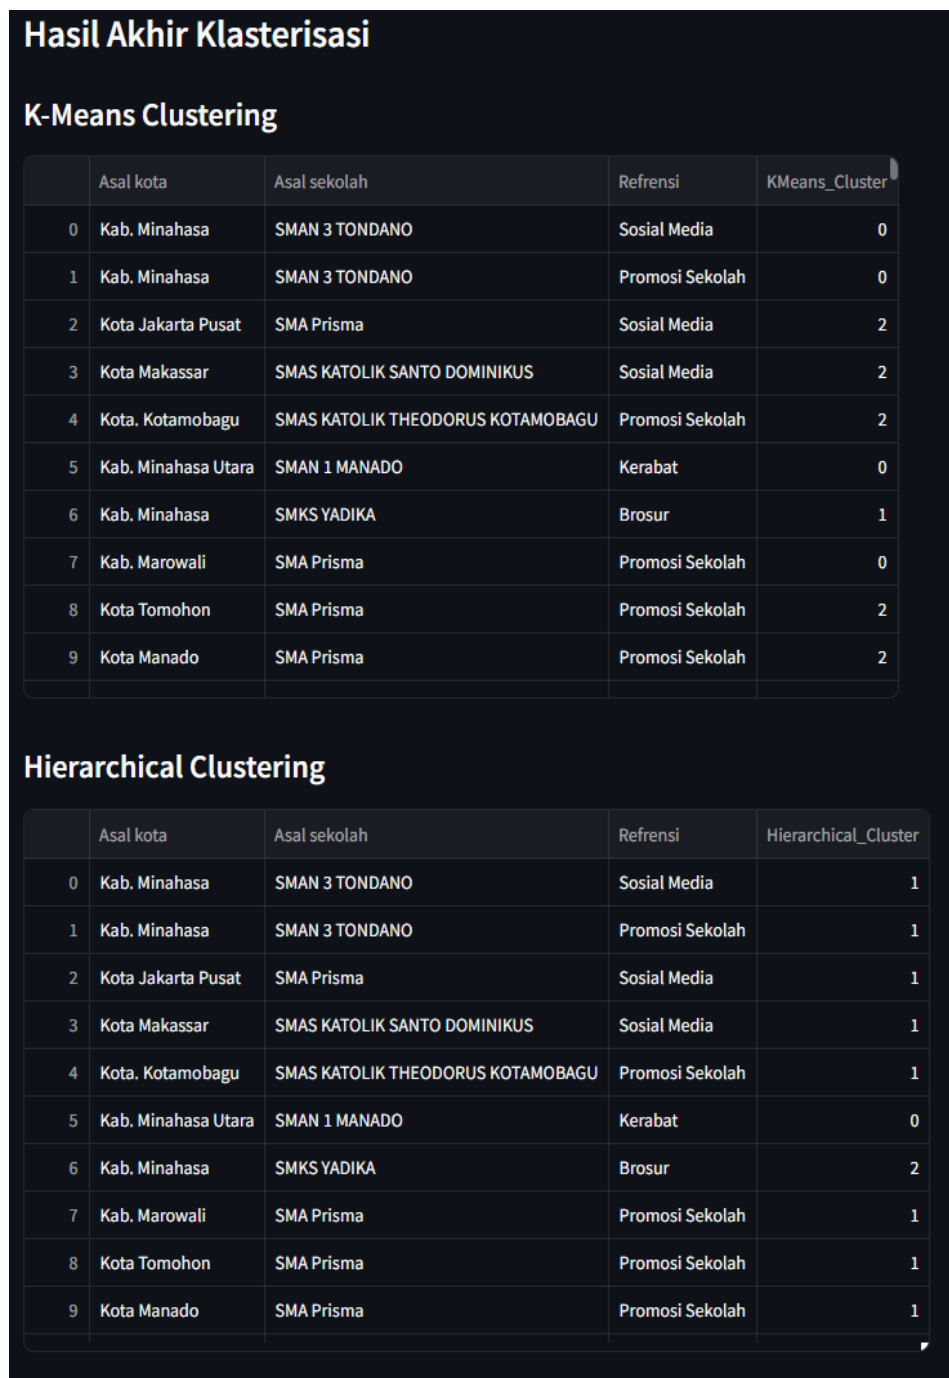 Hasil Akhir Klasterisasi
K-Means Clustering
Asal kota Asal sekolah Refrensi KMeans_Cluster
0 Kab. Minahasa SMAN 3 TONDANO Sosial Media 0
1 Kab. Minahasa SMAN 3 TONDANO Promosi Sekolah 0
2 Kota Jakarta Pusat SMA Prisma Sosial Media 2
3 Kota Makassar SMAS KATOLIK SANTO DOMINIKUS Sosial Media 2
4 Kota. Kotamobagu SMAS KATOLIK THEODORUS KOTAMOBAGU Promosi Sekolah 2
5 Kab. Minahasa Utara SMAN 1 MANADO Kerabat 0
6 Kab. Minahasa SMKS YADIKA Brosur 1
7 Kab. Marowali SMA Prisma Promosi Sekolah 0
8 Kota Tomohon SMA Prisma Promosi Sekolah 2
9 Kota Manado SMA Prisma Promosi Sekolah 2
Hierarchical Clustering
Asal kota Asal sekolah Refrensi Hierarchical_Cluster
0 Kab. Minahasa SMAN 3 TONDANO Sosial Media 1
1 Kab. Minahasa SMAN 3 TONDANO Promosi Sekolah 1
2 Kota Jakarta Pusat SMA Prisma Sosial Media 1
3 Kota Makassar SMAS KATOLIK SANTO DOMINIKUS Sosial Media 1
4 Kota. Kotamobagu SMAS KATOLIK THEODORUS KOTAMOBAGU Promosi Sekolah 1
5 Kab. Minahasa Utara SMAN 1 MANADO Kerabat 0
6 Kab. Minahasa SMKS YADIKA Brosur 2
7 Kab. Marowali SMA Prisma Promosi Sekolah 1
8 Kota Tomohon SMA Prisma Promosi Sekolah 1
9 Kota Manado SMA Prisma Promosi Sekolah 1